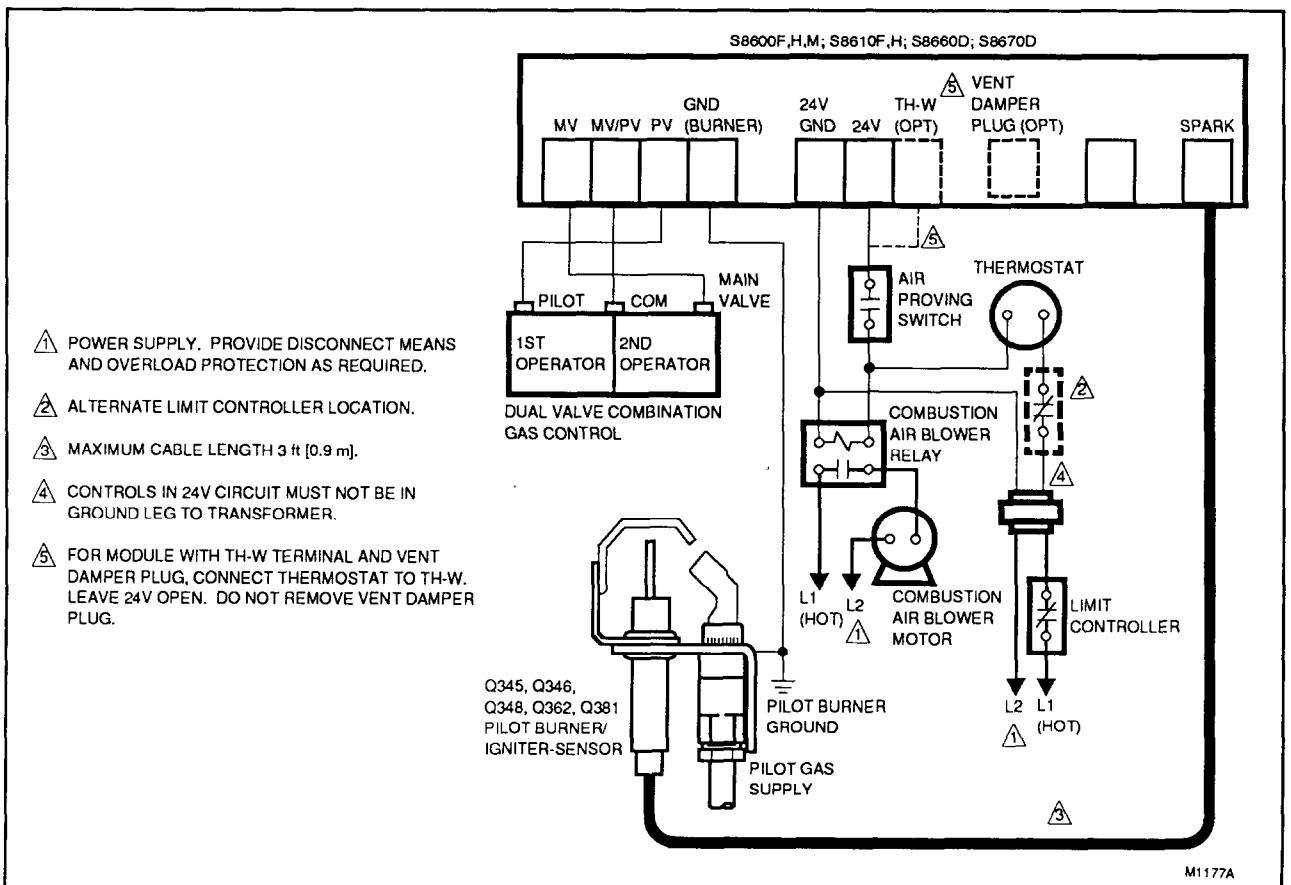 S8600F,H,M; S8610F,H; S8660D; S8670D
5 VENT
DAMPER
PLUG (OPT)
GND
(BURNER)
MV MV/PV PV
24V
GND
24V
TH-W
(OPT)
SPARK
5
AIR
PROVING
SWITCH
THERMOSTAT
PILOT
COM
MAIN
VALVE
1ST
OPERATOR
2ND
OPERATOR
DUAL VALVE COMBINATION
GAS CONTROL
2
COMBUSTION
AIR BLOWER
RELAY
4
1 POWER SUPPLY. PROVIDE DISCONNECT MEANS
AND OVERLOAD PROTECTION AS REQUIRED.
2 ALTERNATE LIMIT CONTROLLER LOCATION.
3 MAXIMUM CABLE LENGTH 3 ft [0.9 m].
4 CONTROLS IN 24V CIRCUIT MUST NOT BE IN
GROUND LEG TO TRANSFORMER.
5 FOR MODULE WITH TH-W TERMINAL AND VENT
DAMPER PLUG, CONNECT THERMOSTAT TO TH-W.
LEAVE 24V OPEN. DO NOT REMOVE VENT DAMPER
PLUG.
L1
(HOT)
L2
1
COMBUSTION
AIR BLOWER
MOTOR
LIMIT
CONTROLLER
L2
1
L1
(HOT)
Q345, Q346,
Q348, Q362, Q381
PILOT BURNER/
IGNITER-SENSOR
PILOT BURNER
GROUND
PILOT GAS
SUPPLY
3
M1177A